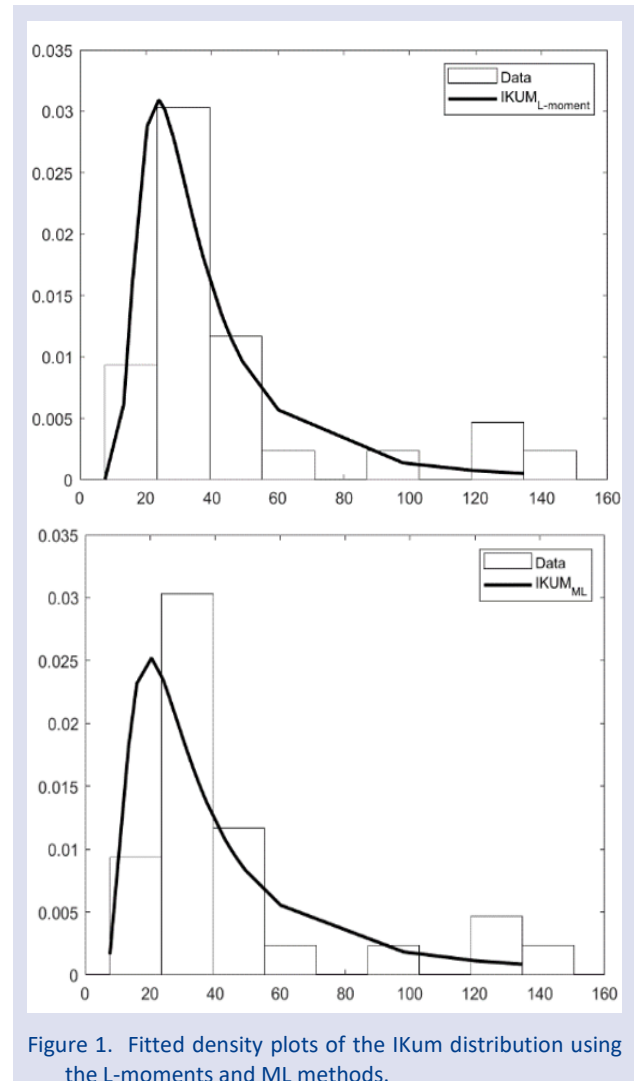 0.035
0.03
0.025
0.02
0.015
0.01
0.005
0
0 20 40 60 80 100 120 140 160
Data
IKUM_L-moment
0.035
0.03
0.025
0.02
0.015
0.01
0.005
0
0 20 40 60 80 100 120 140 160
Data
IKUM_ML
Figure 1. Fitted density plots of the IKum distribution using
the L-moments and ML methods.